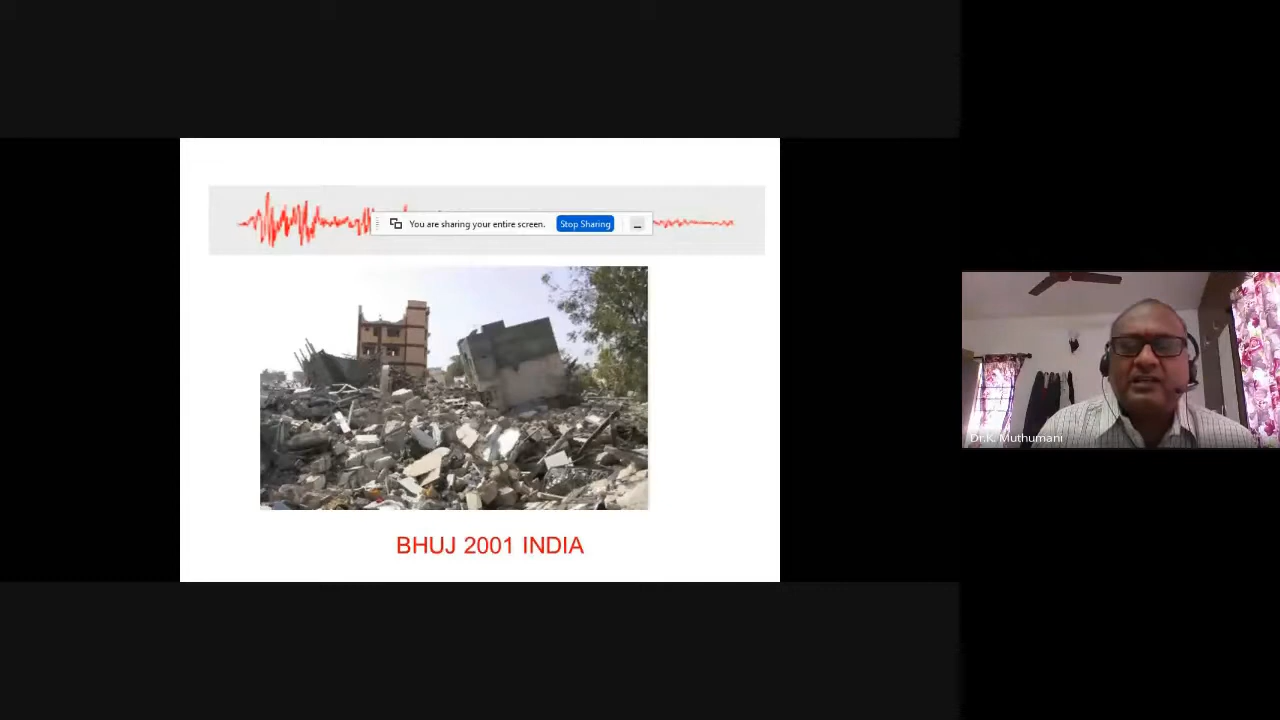 You are sharing your entire screen. Stop Sharing
BHUJ 2001 INDIA
Dr.K. Muthumani